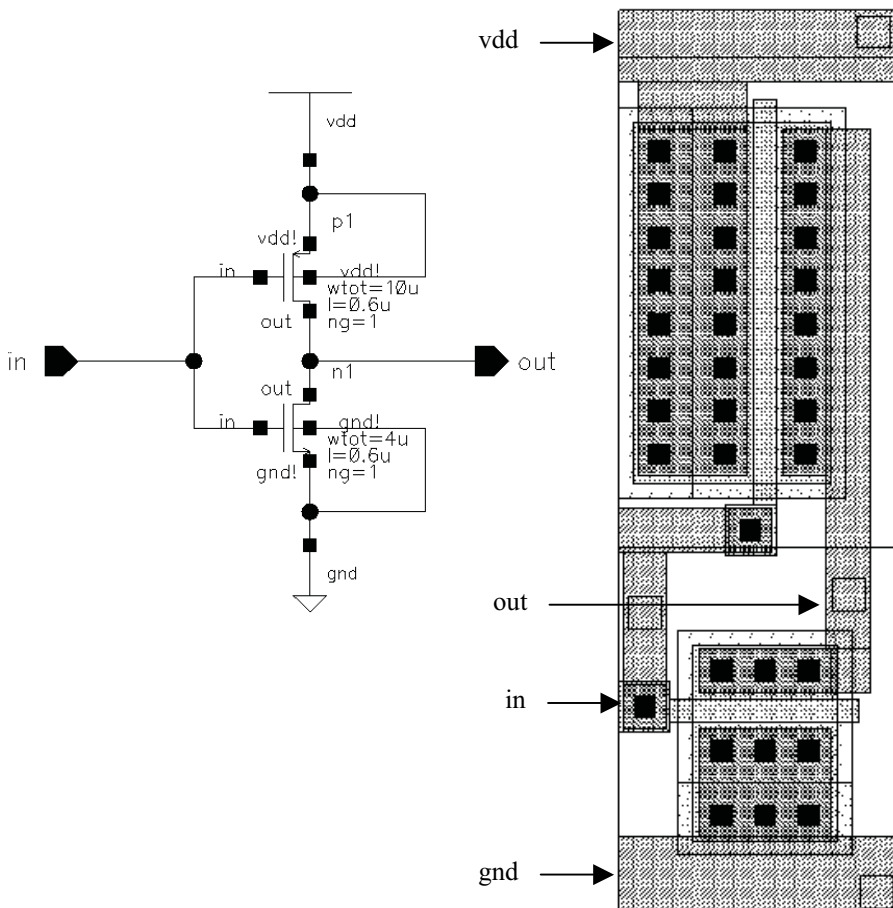 vdd
vdd
p1
vdd!
in
vdd!
wtot=10u
l=0.6u
out
ng=1
in
out
n1
out
in
gnd!
wtot=4u
l=0.6u
gnd!
ng=1
gnd
out
in
gnd